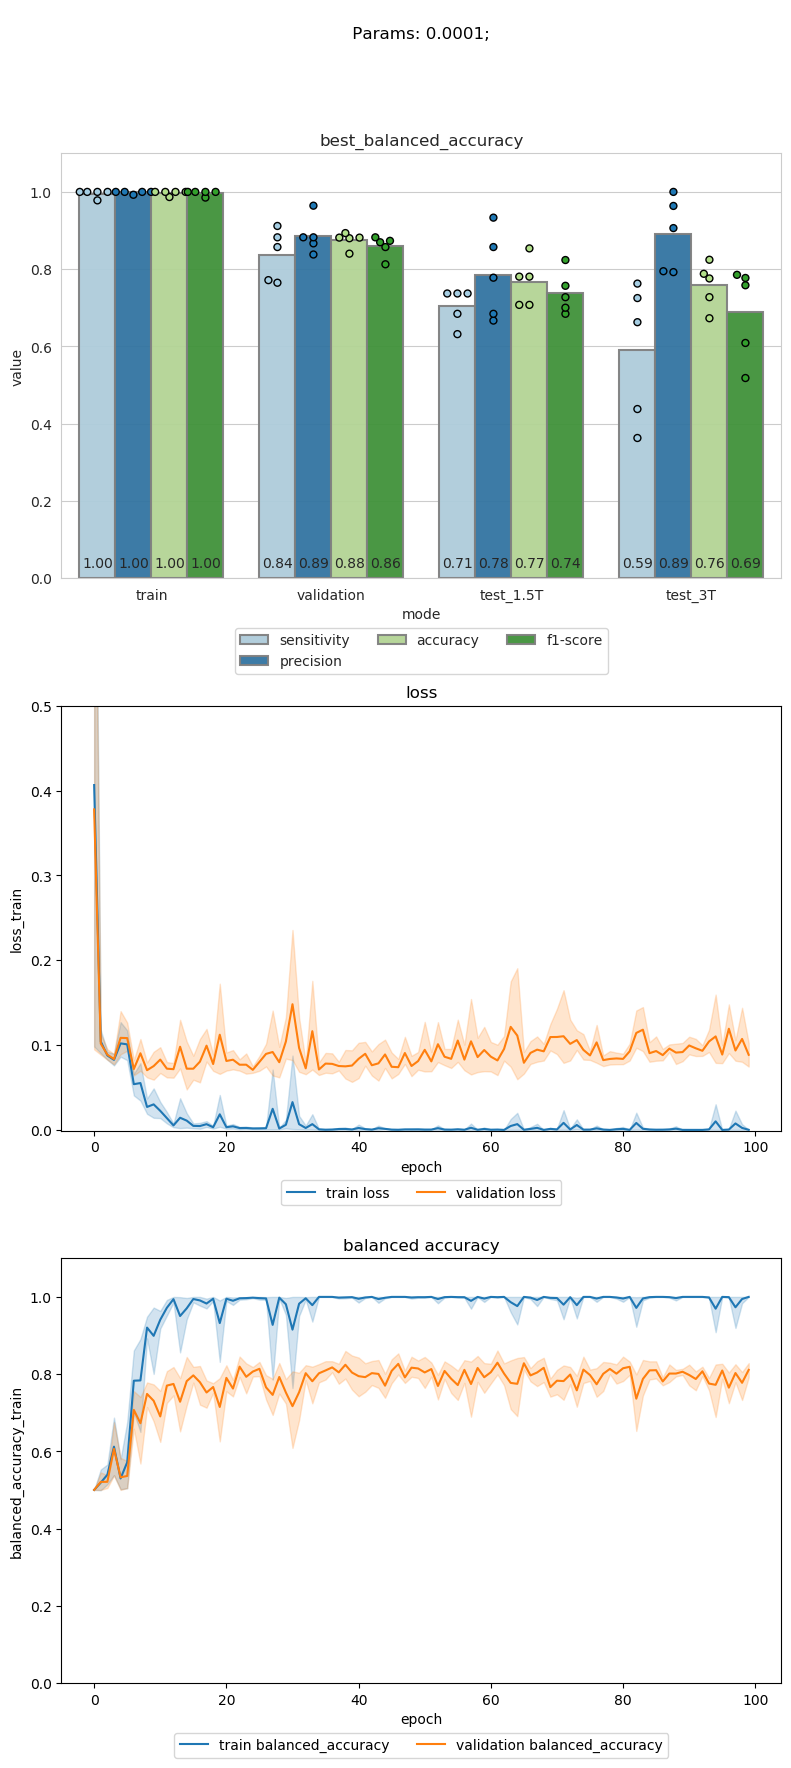 Params: 0.0001;
best_balanced_accuracy
value
1.0
0.8
0.6
0.4
0.2
0.0
1.00 1.00 1.00 1.00 0.84 0.89 0.88 0.86 0.71 0.78 0.77 0.74 0.59 0.89 0.76 0.69
train validation test_1.5T test_3T
mode
sensitivity accuracy f1-score
precision
loss
loss_train
0.5
0.4
0.3
0.2
0.1
0.0
0 20 40 60 80 100
epoch
train loss validation loss
balanced accuracy
balanced_accuracy_train
1.0
0.8
0.6
0.4
0.2
0.0
0 20 40 60 80 100
epoch
train balanced_accuracy validation balanced_accuracy